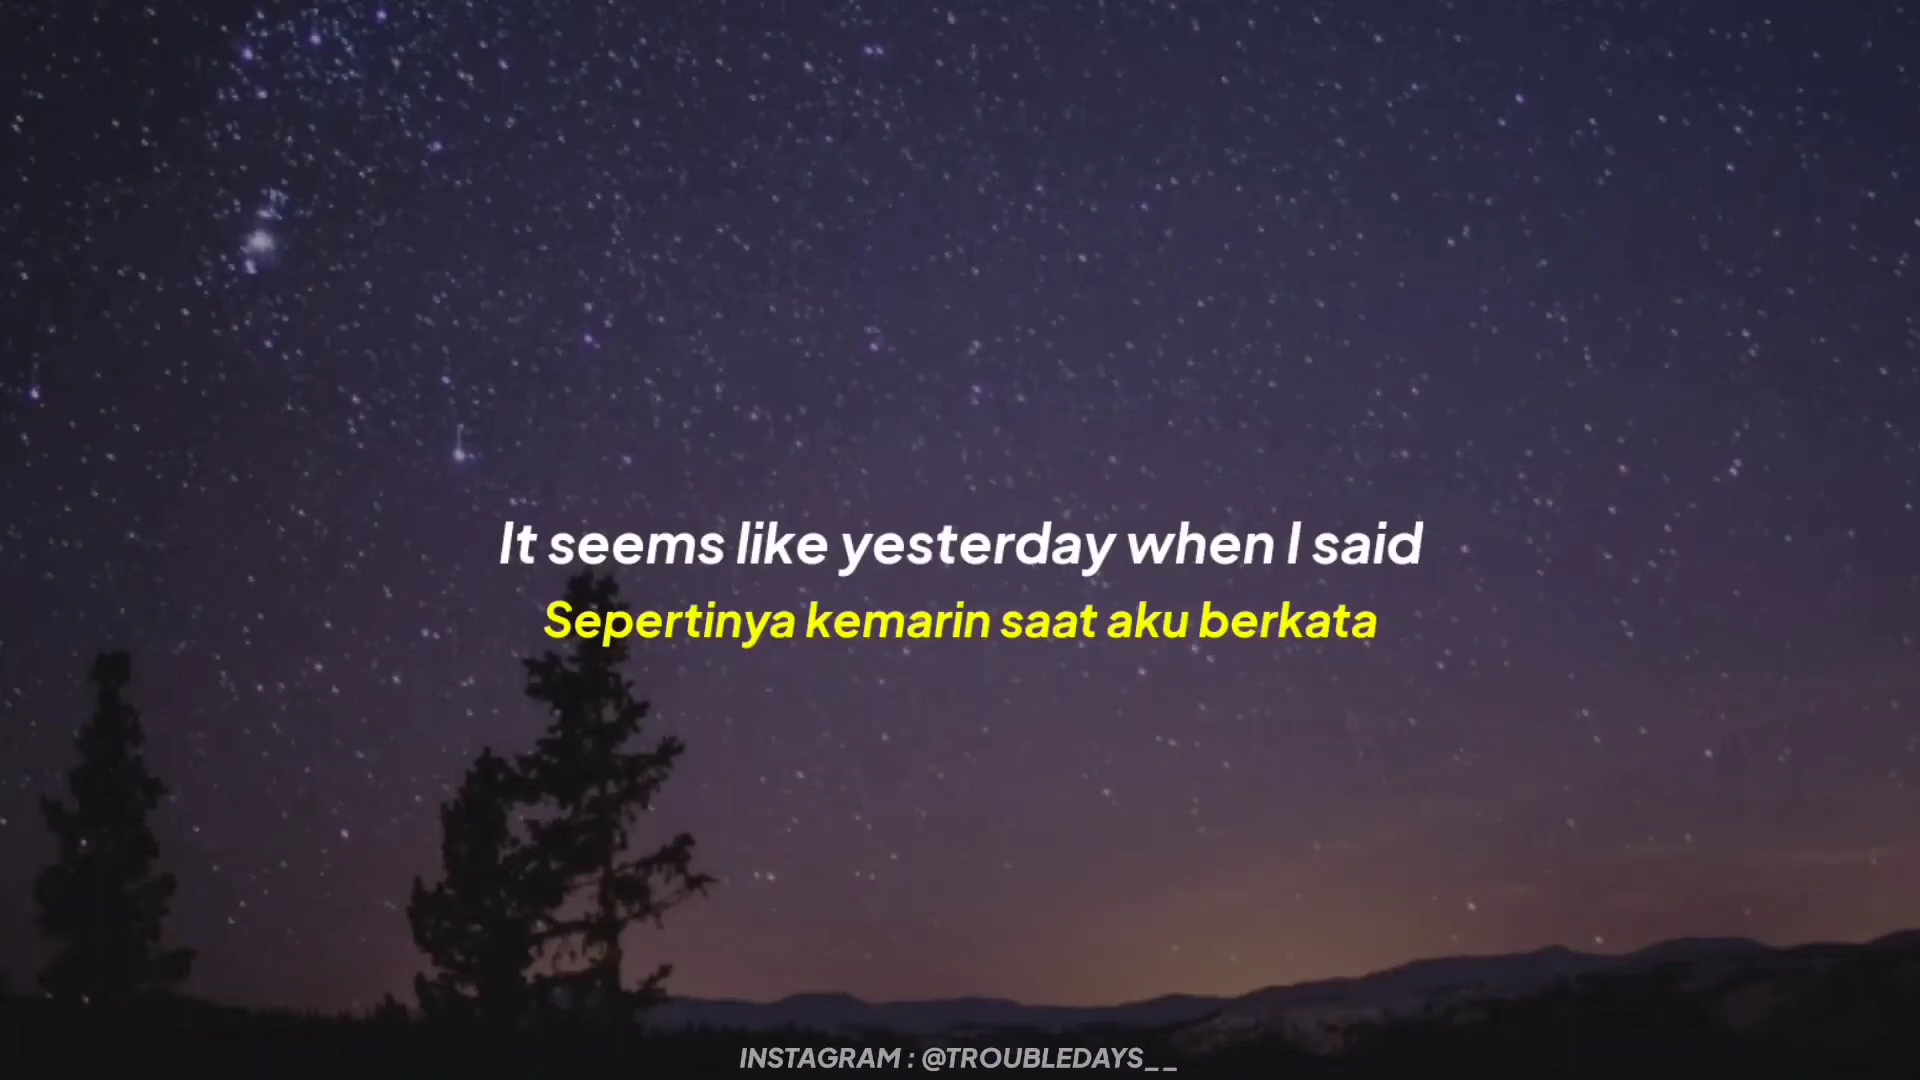 It seems like yesterday when I said
Sepertinya kemarin saat aku berkata
INSTAGRAM : @TROUBLEDAYS__